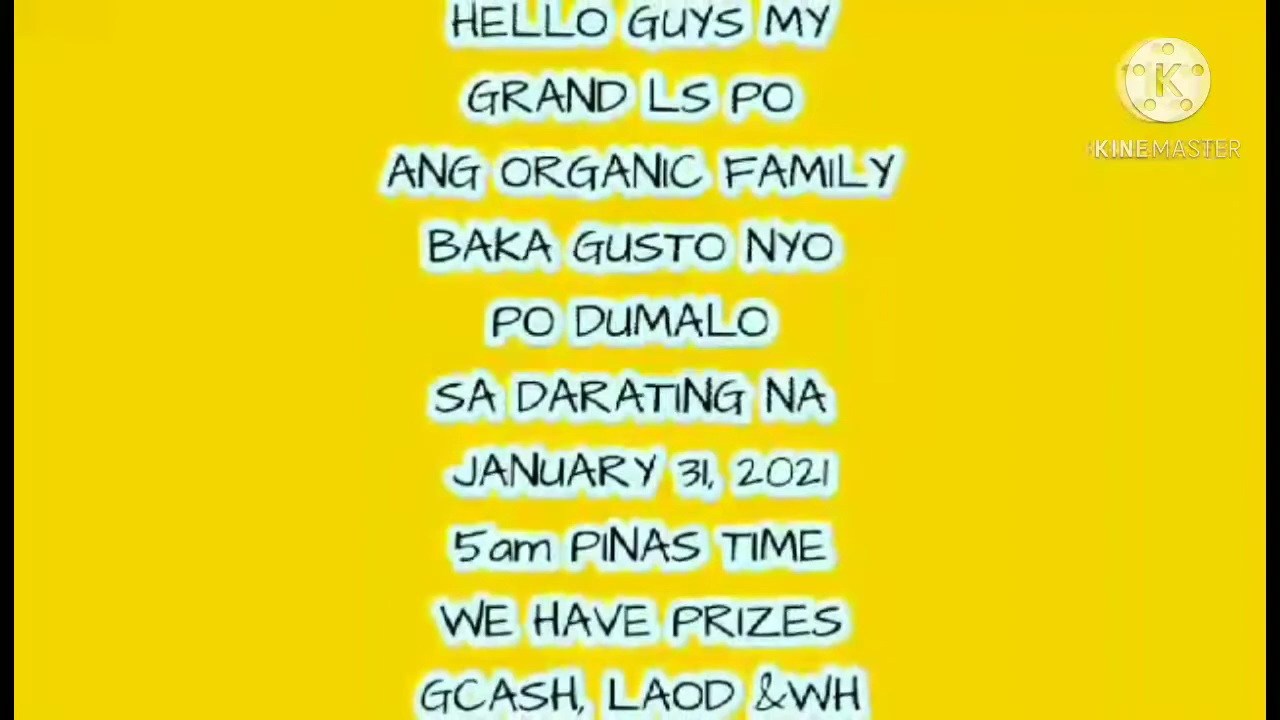 HELLO GUYS MY
GRAND LS PO
ANG ORGANIC FAMILY
BAKA GUSTO NYO
PO DUMALO
SA DARATING NA
JANUARY 31, 2021
5am PINAS TIME
WE HAVE PRIZES
GCASH, LAOD &WH
K
KINEMASTER